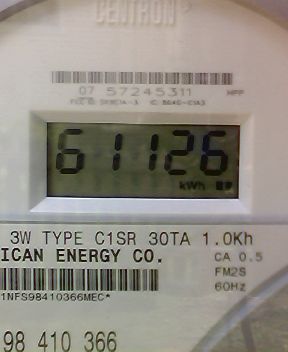 CENTRON
07 57245311
61126
kWh
3W TYPE C1SR 30TA 1.0Kh
ICAN ENERGY CO.
CA 0.5
FM2S
60Hz
1NFS98410366MEC*
98 410 366